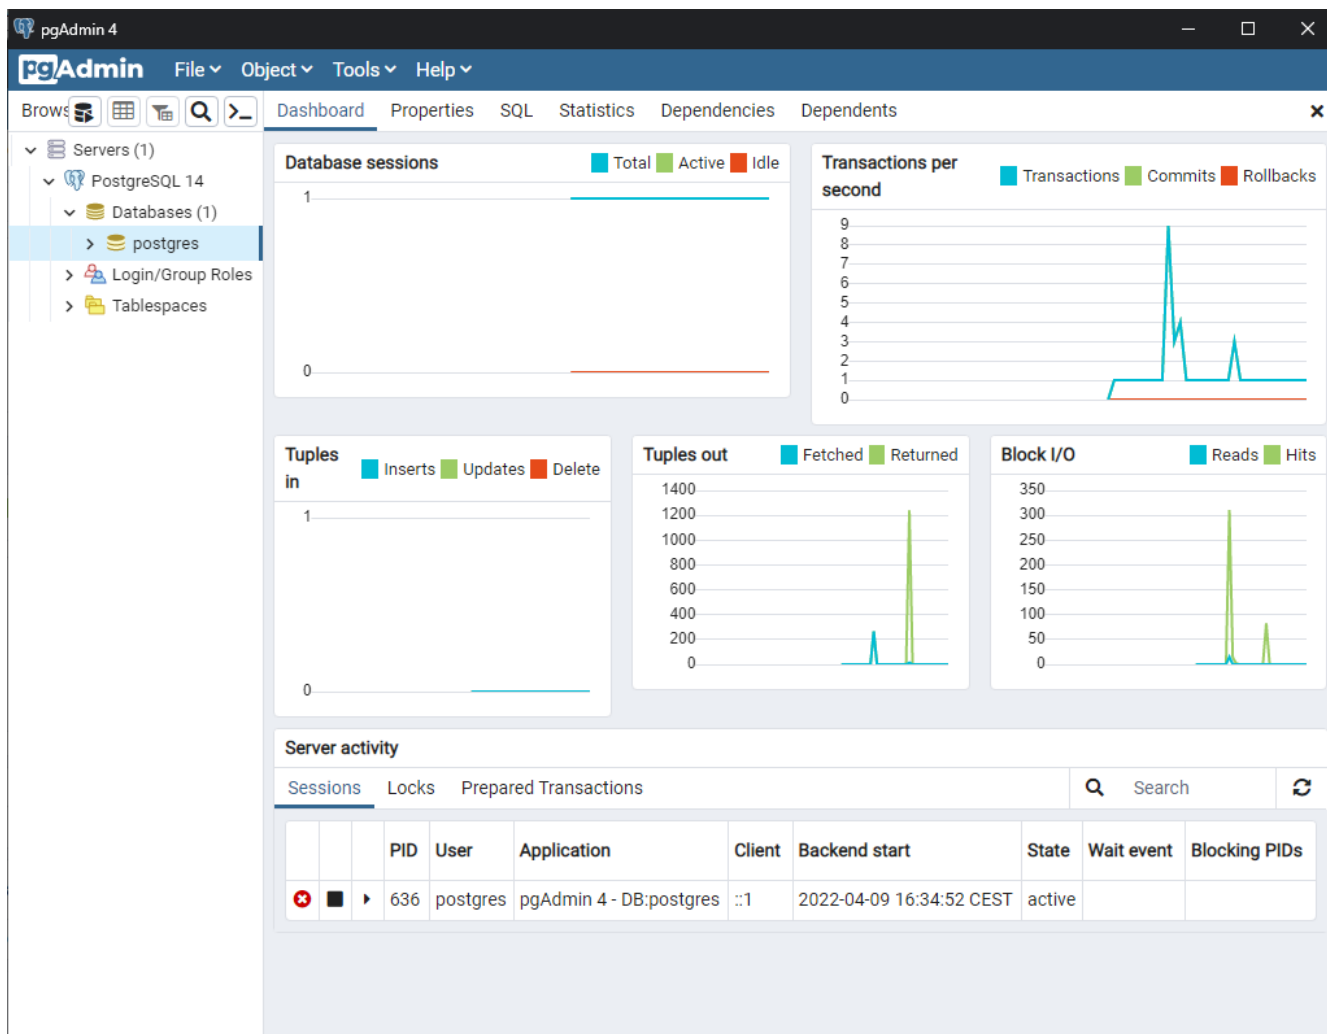 pgAdmin 4
pgAdmin File Object Tools Help
Brows Dashboard Properties SQL Statistics Dependencies Dependents
Servers (1)
PostgreSQL 14
Databases (1)
postgres
Login/Group Roles
Tablespaces
Database sessions Total Active Idle
1
0
Transactions per
second
Transactions Commits Rollbacks
9
8
7
6
5
4
3
2
1
0
Tuples
in
Inserts Updates Delete
1
0
Tuples out Fetched Returned
1400
1200
1000
800
600
400
200
0
Block I/O Reads Hits
350
300
250
200
150
100
50
0
Server activity
Sessions Locks Prepared Transactions Search
PID User Application Client Backend start State Wait event Blocking PIDs
636 postgres pgAdmin 4 - DB:postgres ::1 2022-04-09 16:34:52 CEST active